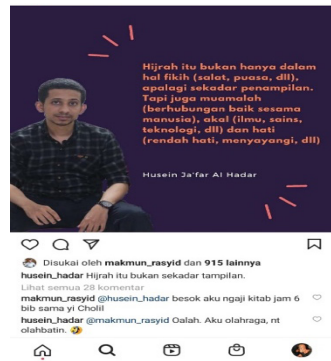 Hijrah itu bukan hanya dalam
hal fikih (salat, puasa, dll),
apalagi sekadar penampilan.
Tapi juga muamalah
(berhubungan baik sesama
manusia), akal (ilmu, sains,
teknologi, dll) dan hati
(rendah hati, menyayangi, dll)
Husein Ja'far Al Hadar
Disukai oleh makmun_rasyid dan 915 lainnya
husein_hadar Hijrah itu bukan sekadar tampilan.
Lihat semua 28 komentar
makmun_rasyid @husein_hadar besok aku ngaji kitab jam 6
bib sama yi Cholil
husein_hadar @makmun_rasyid Oalah. Aku olahraga, nt
olahbatin. 🤣